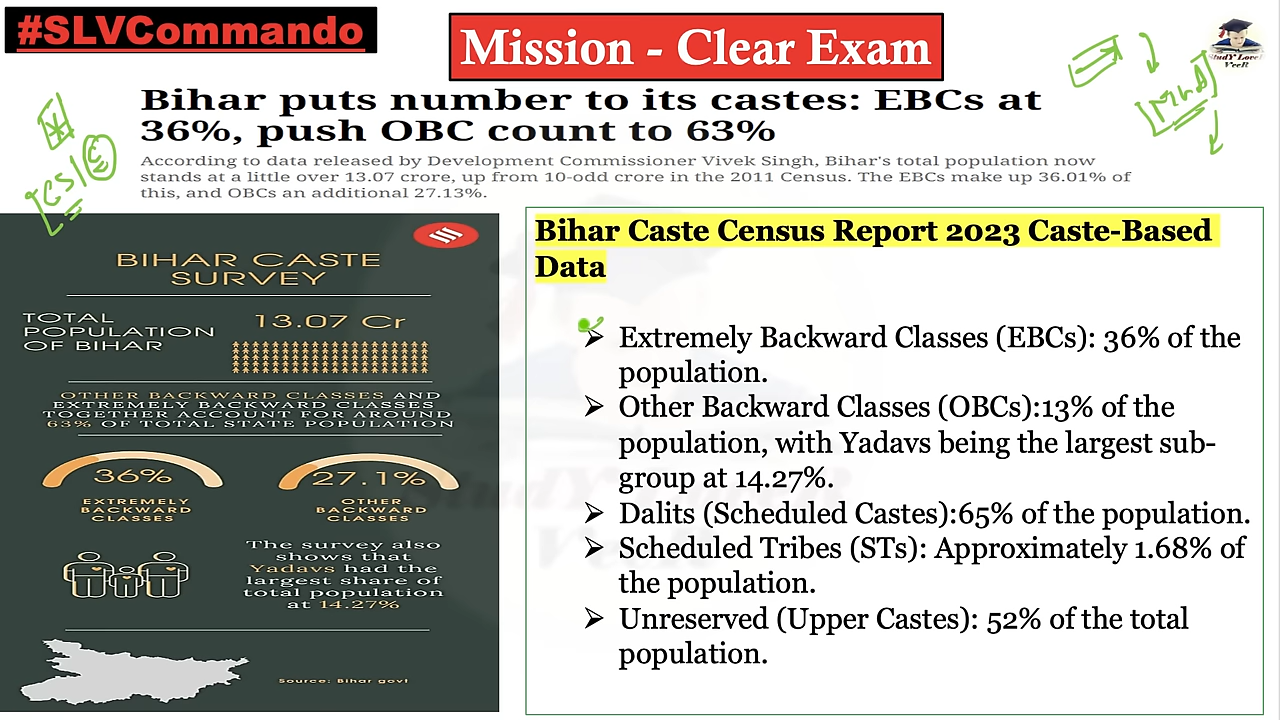 #SLVCommando
Mission - Clear Exam
StudY LoveR
VeeR
Bihar puts number to its castes: EBCs at
36%, push OBC count to 63%
According to data released by Development Commissioner Vivek Singh, Bihar's total population now
stands at a little over 13.07 crore, up from 10-odd crore in the 2011 Census. The EBCs make up 36.01% of
this, and OBCs an additional 27.13%.
BIHAR CASTE
SURVEY
TOTAL
POPULATION
OF BIHAR
13.07 Cr
OTHER BACKWARD CLASSES AND
EXTREMELY BACKWARD CLASSES
TOGETHER ACCOUNT FOR AROUND
63% OF TOTAL STATE POPULATION
36%
EXTREMELY
BACKWARD
CLASSES
27.1%
OTHER
BACKWARD
CLASSES
The survey also
shows that
Yadavs had the
largest share of
total population
at 14.27%
Source: Bihar govt
Bihar Caste Census Report 2023 Caste-Based
Data
Extremely Backward Classes (EBCs): 36% of the
population.
Other Backward Classes (OBCs):13% of the
population, with Yadavs being the largest sub-
group at 14.27%.
Dalits (Scheduled Castes):65% of the population.
Scheduled Tribes (STs): Approximately 1.68% of
the population.
Unreserved (Upper Castes): 52% of the total
population.